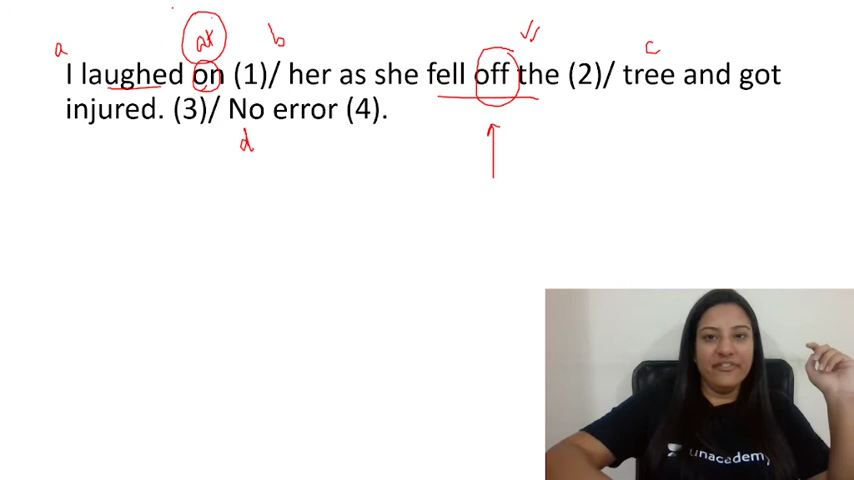 at
a b c
I laughed on (1)/ her as she fell off the (2)/ tree and got
injured. (3)/ No error (4).
d
unacademy